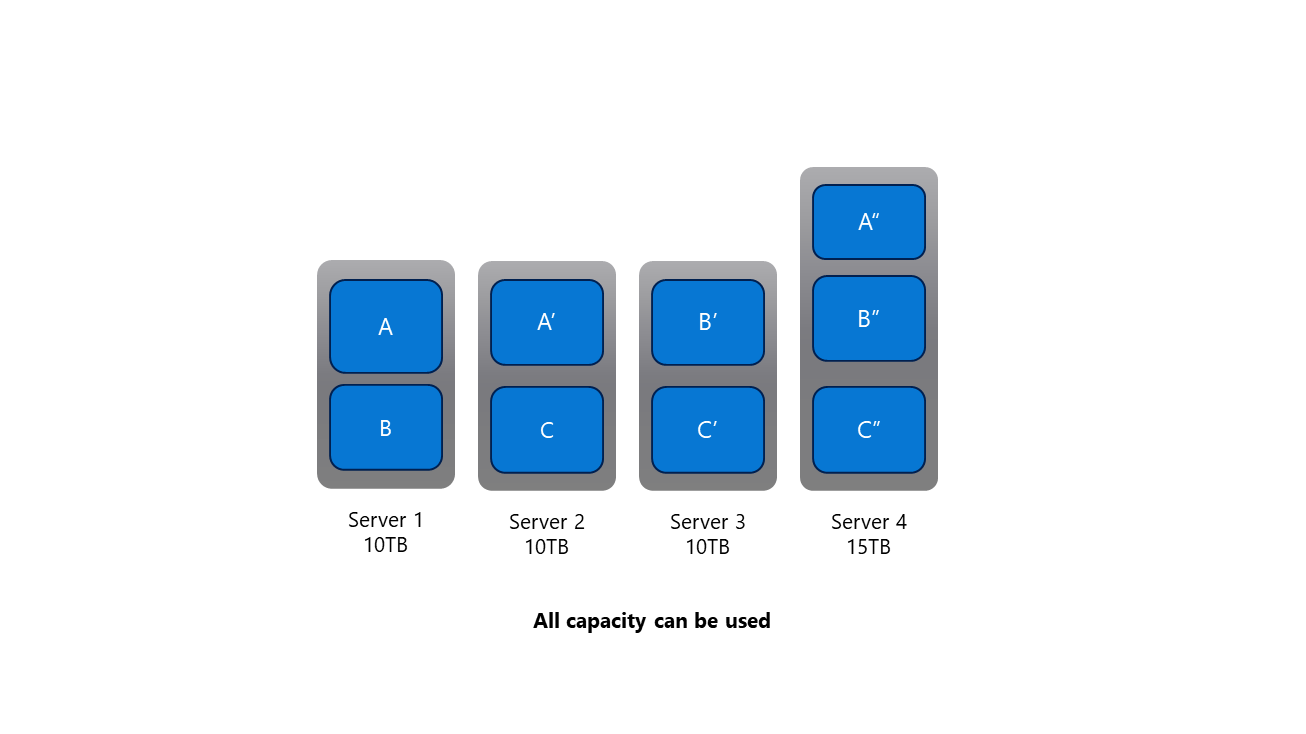 A“
A
A’
B’
B”
B
C
C’
C”
Server 1
10TB
Server 2
10TB
Server 3
10TB
Server 4
15TB
All capacity can be used